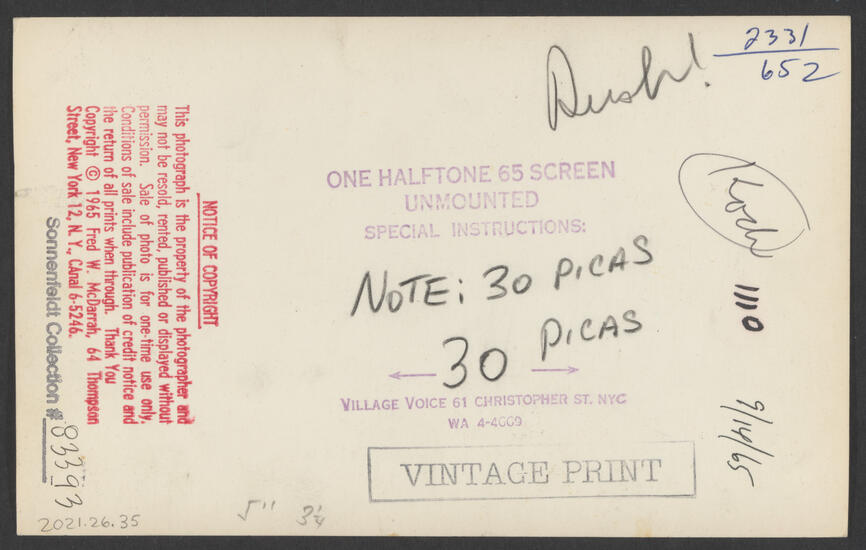 2331
652
Rush!
ONE HALFTONE 65 SCREEN
UNMOUNTED
SPECIAL INSTRUCTIONS:
NOTE: 30 PICAS
30 PICAS
VILLAGE VOICE 61 CHRISTOPHER ST. NYC
WA 4-4669
VINTAGE PRINT
Koch
1110
9/14/65
NOTICE OF COPYRIGHT
This photograph is the property of the photographer and
may not be resold, rented, published or displayed without
permission. Sale of photo is for one-time use only,
Conditions of sale include publication of credit notice and
the return of all prints when through. Thank You
Copyright © 1965 Fred W. McDarrah, 64 Thompson
Street, New York 12, N. Y., CAnal 6-5246.
Sonnenfeldt Collection # 83393
2021.26.35
5" 3¼